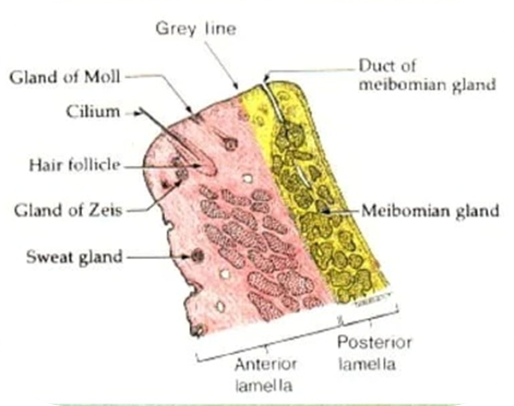 Grey line
Gland of Moll
Duct of
meibomian gland
Cilium
Hair follicle
Gland of Zeis
Meibomian gland
Sweat gland
Anterior
lamella
Posterior
lamella